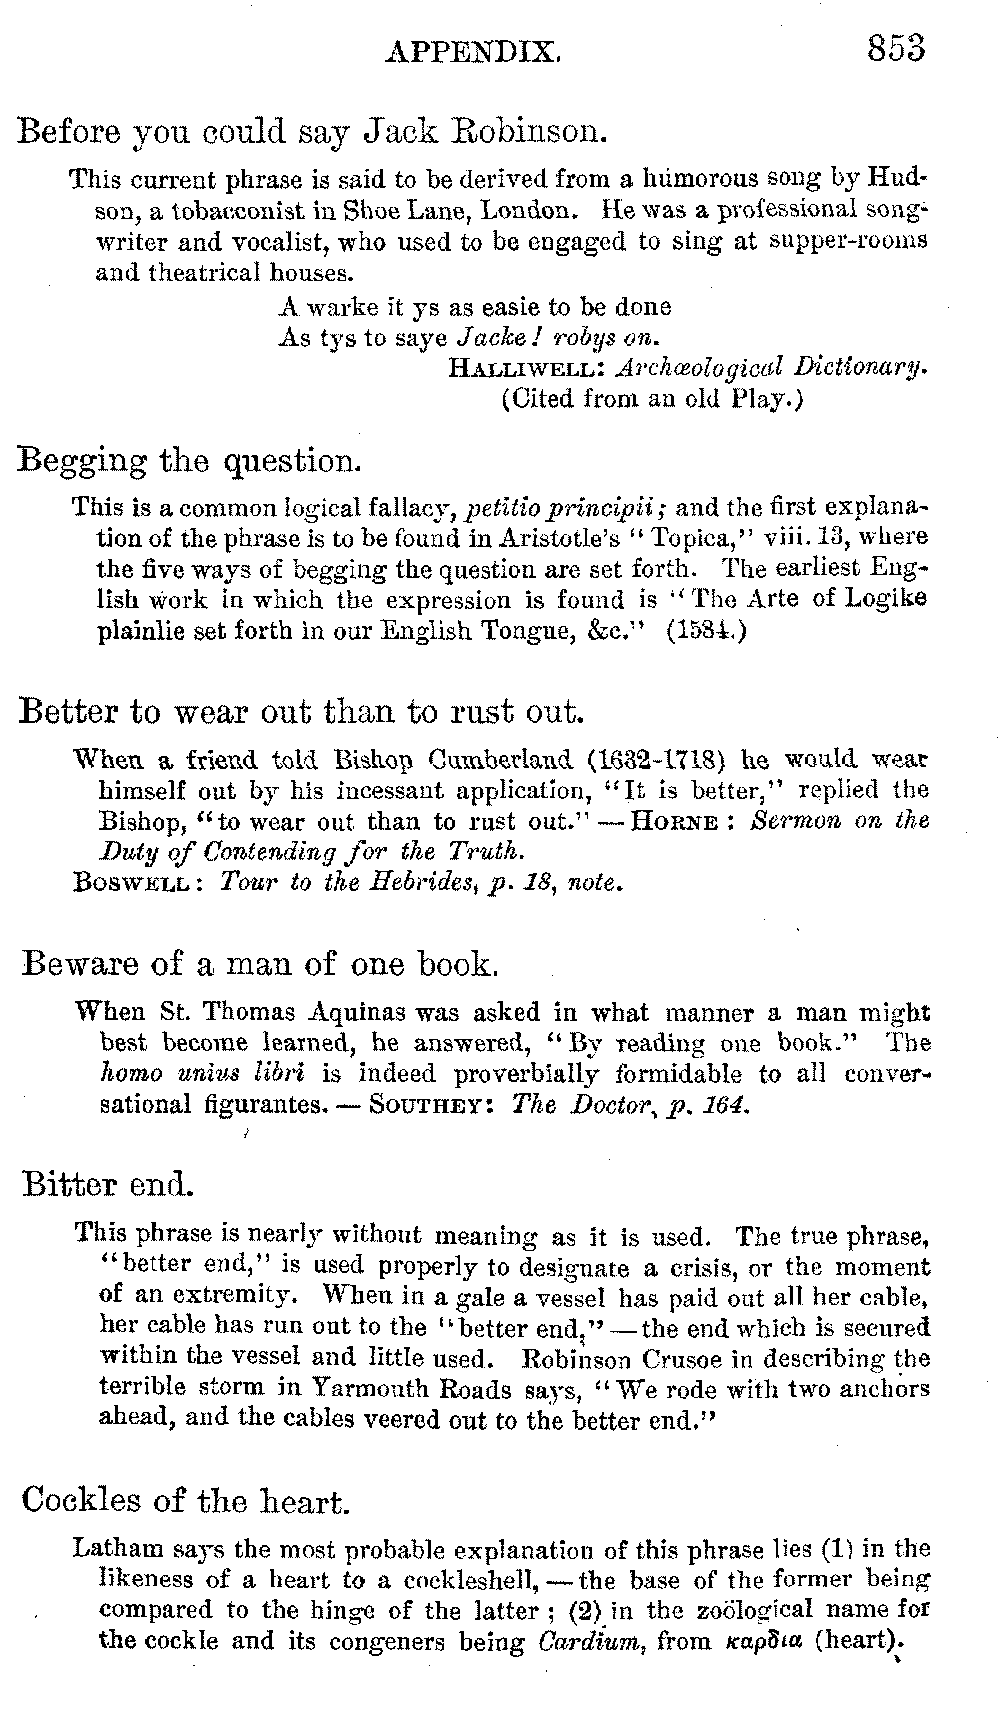 APPENDIX. 853
Before you could say Jack Robinson.
This current phrase is said to be derived from a humorous song by Hud-
son, a tobacconist in Shoe Lane, London. He was a professional song-
writer and vocalist, who used to be engaged to sing at supper-rooms
and theatrical houses.
A warke it ys as easie to be done
As tys to saye Jacke! robys on.
HALLIWELL: Archæological Dictionary.
(Cited from an old Play.)
Begging the question.
This is a common logical fallacy, petitio principii; and the first explana-
tion of the phrase is to be found in Aristotle's "Topica," viii. 13, where
the five ways of begging the question are set forth. The earliest Eng-
lish work in which the expression is found is "The Arte of Logike
plainlie set forth in our English Tongue, &c." (1584.)
Better to wear out than to rust out.
When a friend told Bishop Cumberland (1632-1718) he would wear
himself out by his incessant application, "It is better," replied the
Bishop, "to wear out than to rust out." — HORNE: Sermon on the
Duty of Contending for the Truth.
BOSWELL: Tour to the Hebrides, p. 18, note.
Beware of a man of one book.
When St. Thomas Aquinas was asked in what manner a man might
best become learned, he answered, "By reading one book." The
homo unius libri is indeed proverbially formidable to all conver-
sational figurantes. — SOUTHEY: The Doctor, p. 164.
Bitter end.
This phrase is nearly without meaning as it is used. The true phrase,
"better end," is used properly to designate a crisis, or the moment
of an extremity. When in a gale a vessel has paid out all her cable,
her cable has run out to the "better end," — the end which is secured
within the vessel and little used. Robinson Crusoe in describing the
terrible storm in Yarmouth Roads says, "We rode with two anchors
ahead, and the cables veered out to the better end."
Cockles of the heart.
Latham says the most probable explanation of this phrase lies (1) in the
likeness of a heart to a cockleshell, — the base of the former being
compared to the hinge of the latter; (2) in the zoölogical name for
the cockle and its congeners being Cardium, from καρδια (heart).